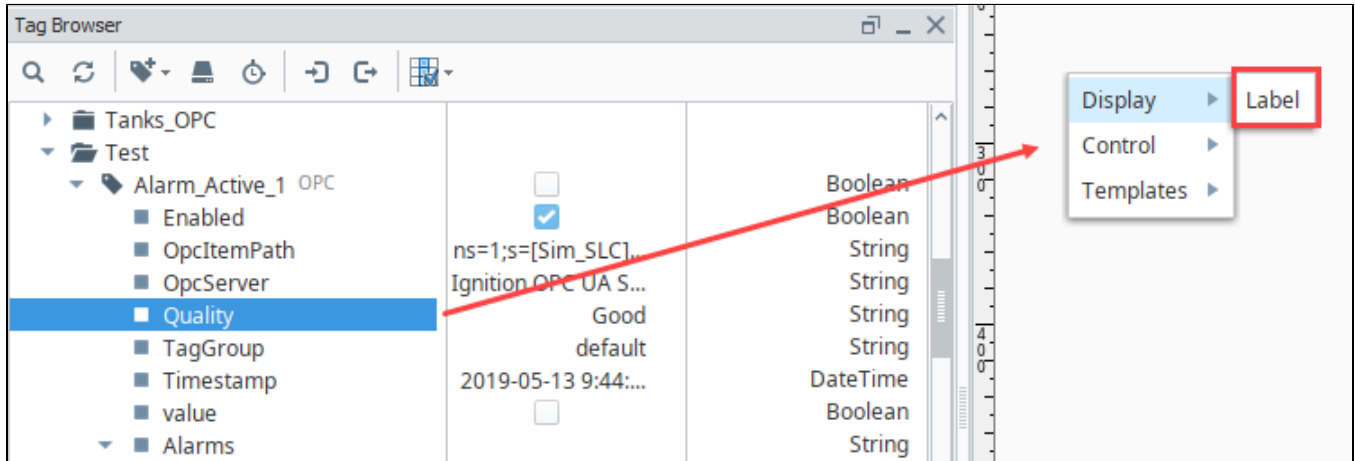 Tag Browser
Tanks_OPC
Test
Alarm_Active_1 OPC Boolean
Enabled Boolean
OpcItemPath ns=1;s=[Sim_SLC]... String
OpcServer Ignition OPC UA S... String
Quality Good String
TagGroup default String
Timestamp 2019-05-13 9:44:... DateTime
value Boolean
Alarms String
300
400
Display Label
Control
Templates